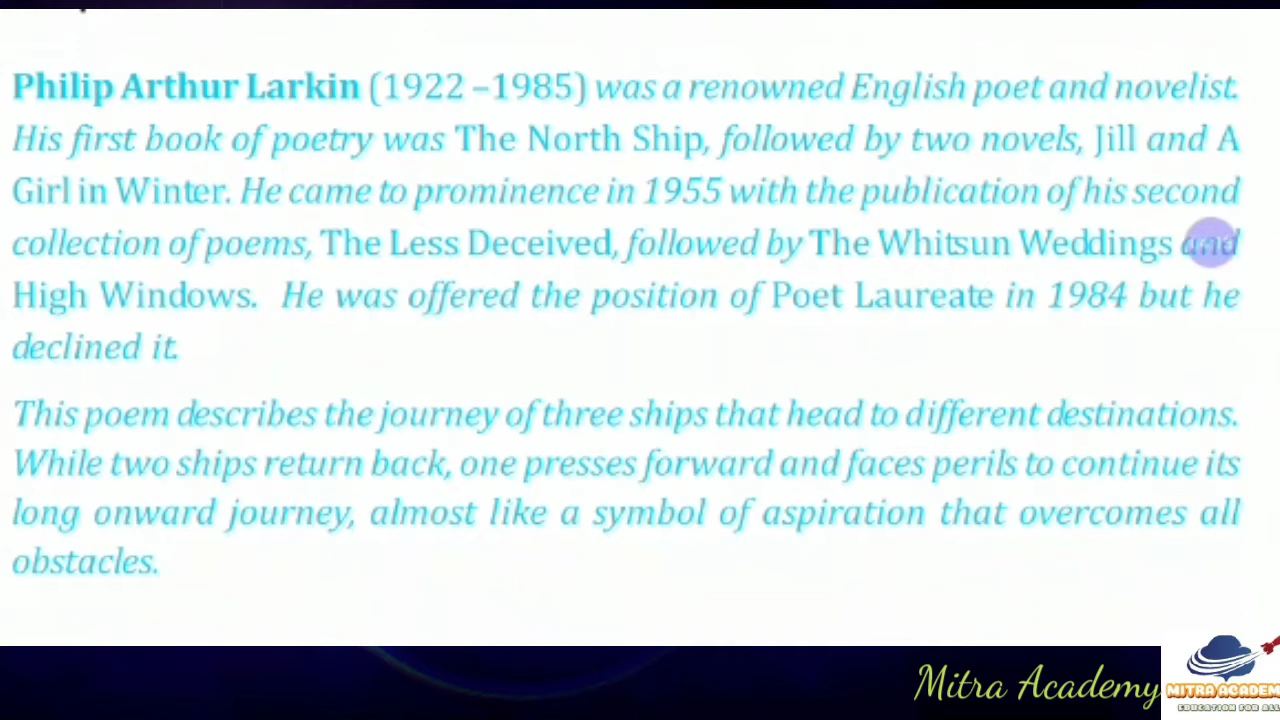 Philip Arthur Larkin (1922 –1985) was a renowned English poet and novelist.
His first book of poetry was The North Ship, followed by two novels, Jill and A
Girl in Winter. He came to prominence in 1955 with the publication of his second
collection of poems, The Less Deceived, followed by The Whitsun Weddings and
High Windows. He was offered the position of Poet Laureate in 1984 but he
declined it.
This poem describes the journey of three ships that head to different destinations.
While two ships return back, one presses forward and faces perils to continue its
long onward journey, almost like a symbol of aspiration that overcomes all
obstacles.
Mitra Academy
MITRA ACADEM
EDUCATION FOR ALL